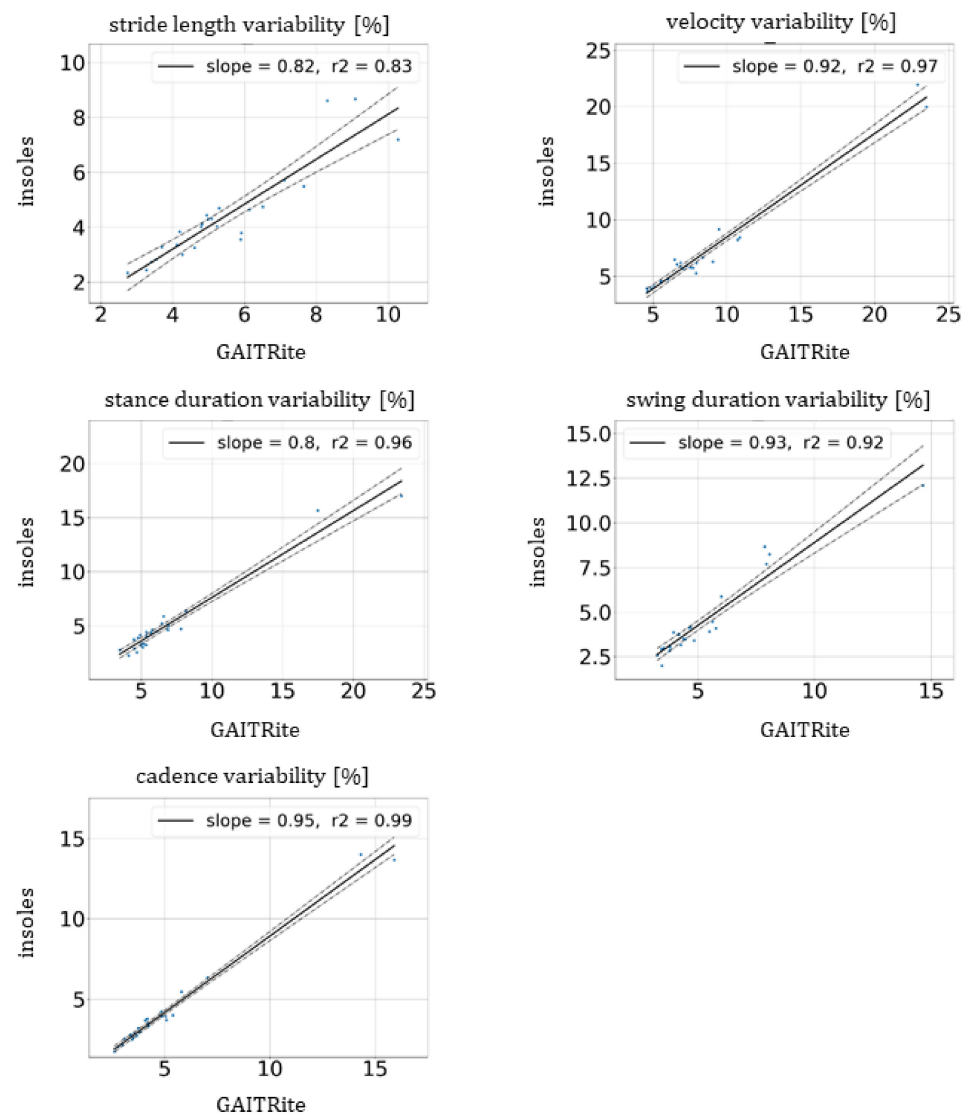 stride length variability [%]
slope = 0.82, r2 = 0.83
10
8
6
4
2
insoles
2 4 6 8 10
GAITRite
velocity variability [%]
slope = 0.92, r2 = 0.97
25
20
15
10
5
insoles
5 10 15 20 25
GAITRite
stance duration variability [%]
slope = 0.8, r2 = 0.96
20
15
10
5
insoles
5 10 15 20 25
GAITRite
swing duration variability [%]
15.0
slope = 0.93, r2 = 0.92
12.5
10.0
7.5
5.0
2.5
insoles
5 10 15
GAITRite
cadence variability [%]
slope = 0.95, r2 = 0.99
15
10
5
insoles
5 10 15
GAITRite